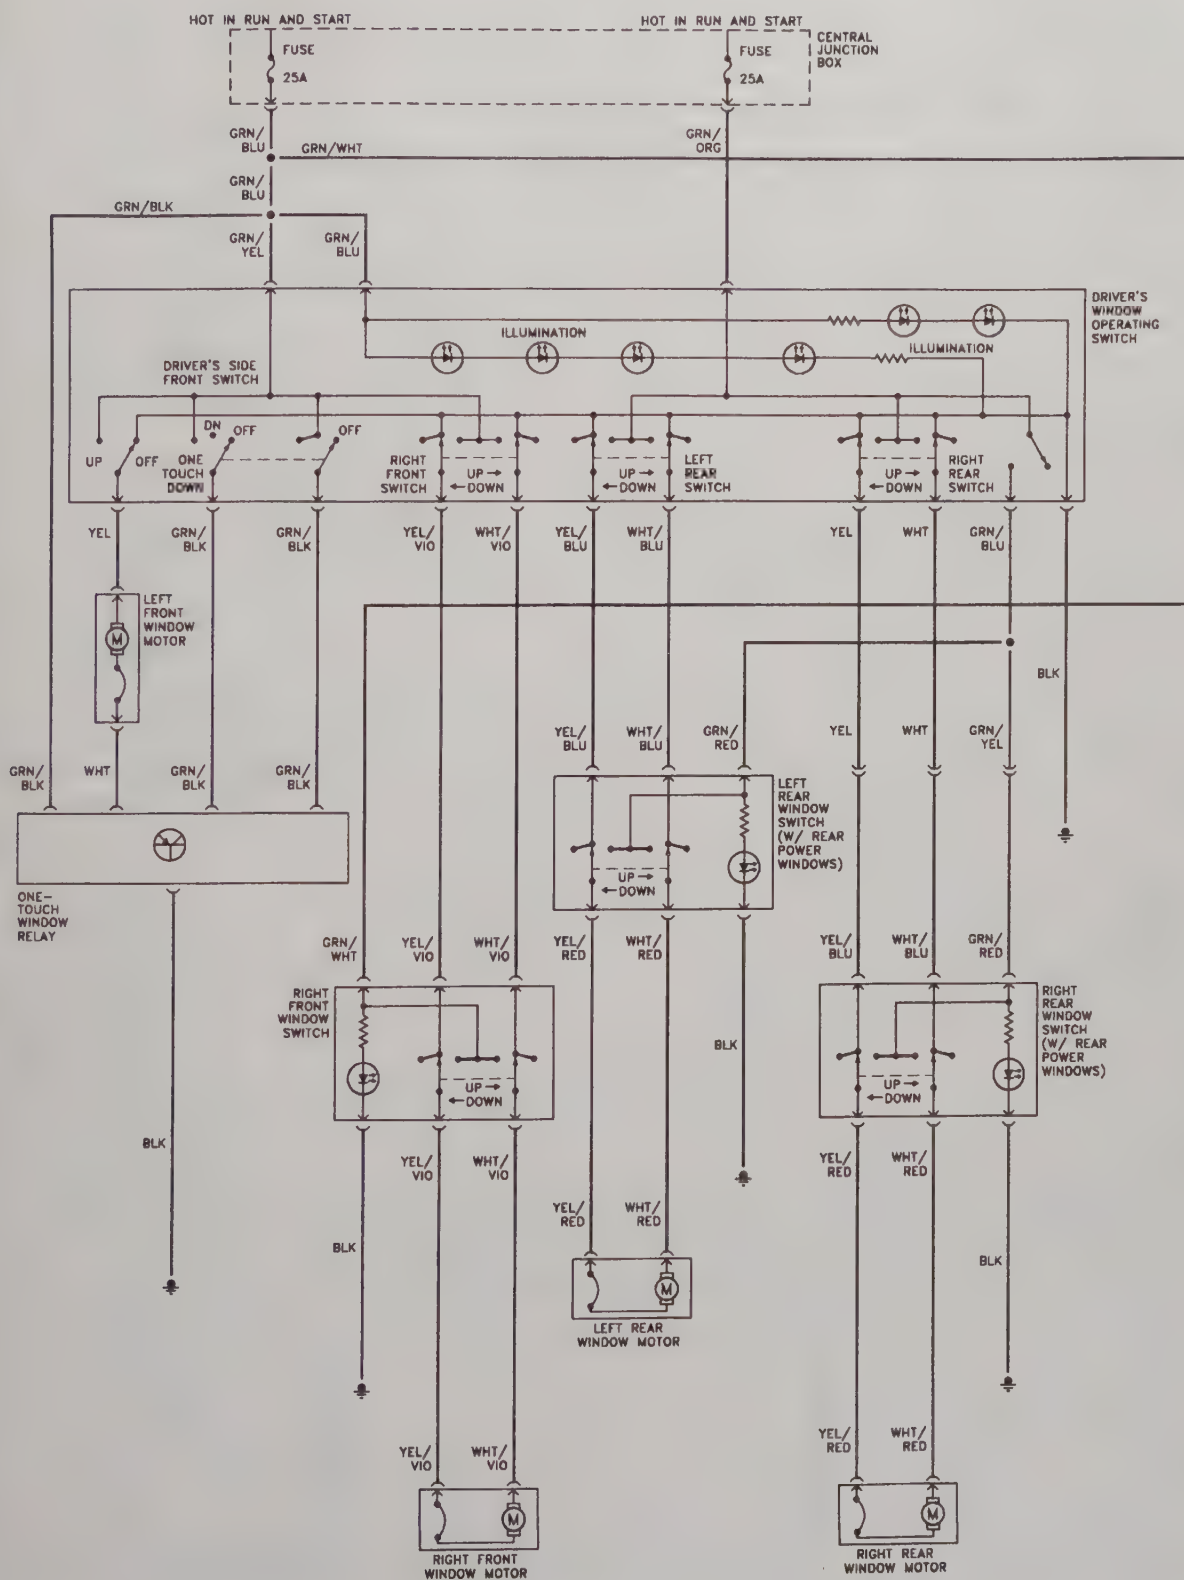 HOT IN RUN AND START
HOT IN RUN AND START
FUSE
25A
FUSE
25A
CENTRAL
JUNCTION
BOX
GRN/
BLU
GRN/WHT
GRN/
ORG
GRN/
BLU
GRN/BLK
GRN/
YEL
GRN/
BLU
DRIVER'S
WINDOW
OPERATING
SWITCH
ILLUMINATION
ILLUMINATION
DRIVER'S SIDE
FRONT SWITCH
UP
OFF
DN
OFF
ONE
TOUCH
DOWN
OFF
RIGHT
FRONT
SWITCH
UP →
← DOWN
UP →
← DOWN
LEFT
REAR
SWITCH
UP →
← DOWN
RIGHT
REAR
SWITCH
YEL
GRN/
BLK
GRN/
BLK
YEL/
VIO
WHT/
VIO
YEL/
BLU
WHT/
BLU
YEL
WHT
GRN/
BLU
LEFT
FRONT
WINDOW
MOTOR
M
BLK
GRN/
BLK
WHT
GRN/
BLK
GRN/
BLK
YEL/
BLU
WHT/
BLU
GRN/
RED
YEL
WHT
GRN/
YEL
LEFT
REAR
WINDOW
SWITCH
(W/ REAR
POWER
WINDOWS)
UP →
← DOWN
ONE-
TOUCH
WINDOW
RELAY
GRN/
WHT
YEL/
VIO
WHT/
VIO
YEL/
RED
WHT/
RED
YEL/
BLU
WHT/
BLU
GRN/
RED
RIGHT
FRONT
WINDOW
SWITCH
UP →
← DOWN
BLK
UP →
← DOWN
RIGHT
REAR
WINDOW
SWITCH
(W/ REAR
POWER
WINDOWS)
BLK
YEL/
VIO
WHT/
VIO
YEL/
RED
WHT/
RED
YEL/
RED
WHT/
RED
BLK
BLK
M
LEFT REAR
WINDOW MOTOR
YEL/
VIO
WHT/
VIO
YEL/
RED
WHT/
RED
M
RIGHT FRONT
WINDOW MOTOR
M
RIGHT REAR
WINDOW MOTOR